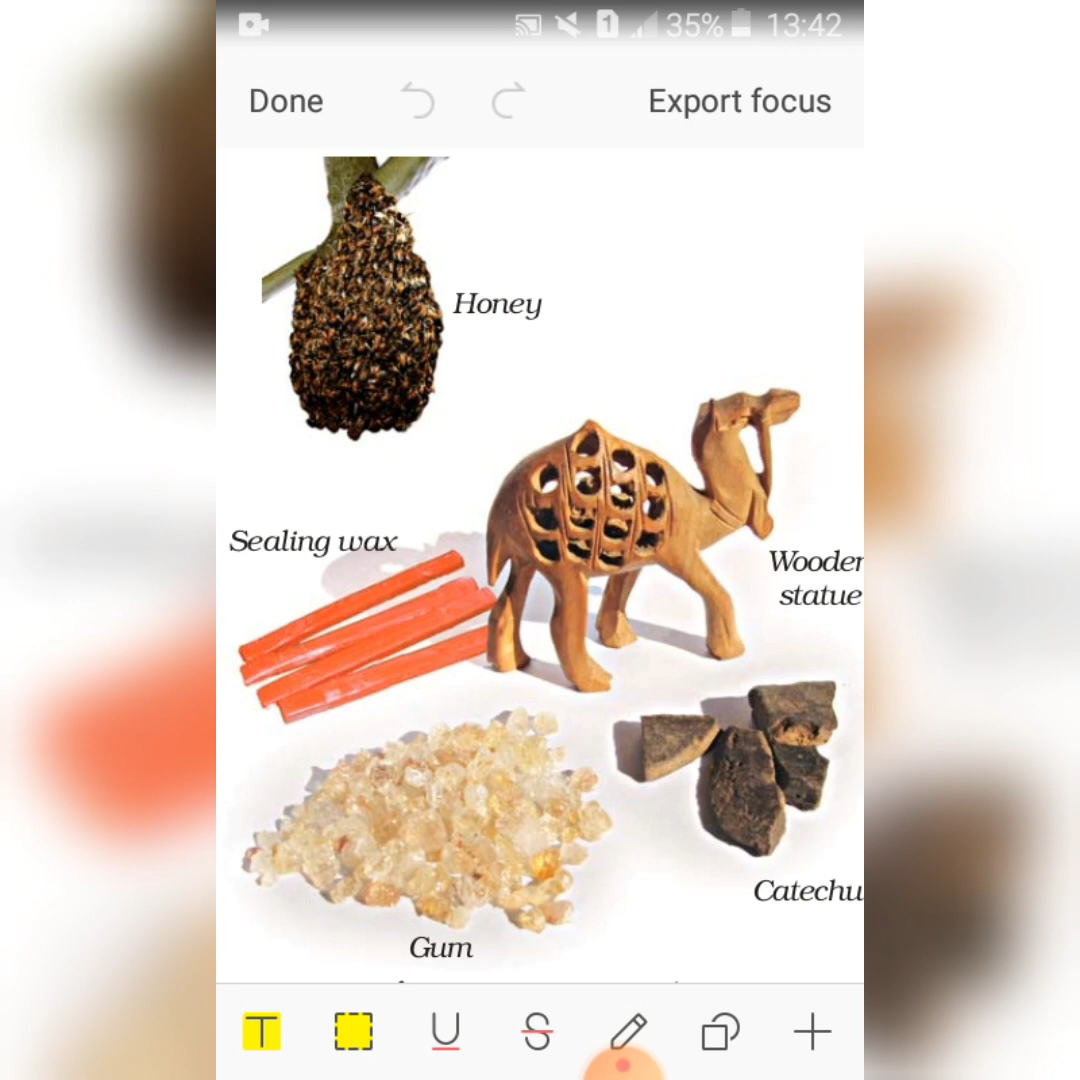 35% 13:42
Done Export focus
Honey
Sealing wax
Wooden
statue
Catechu
Gum